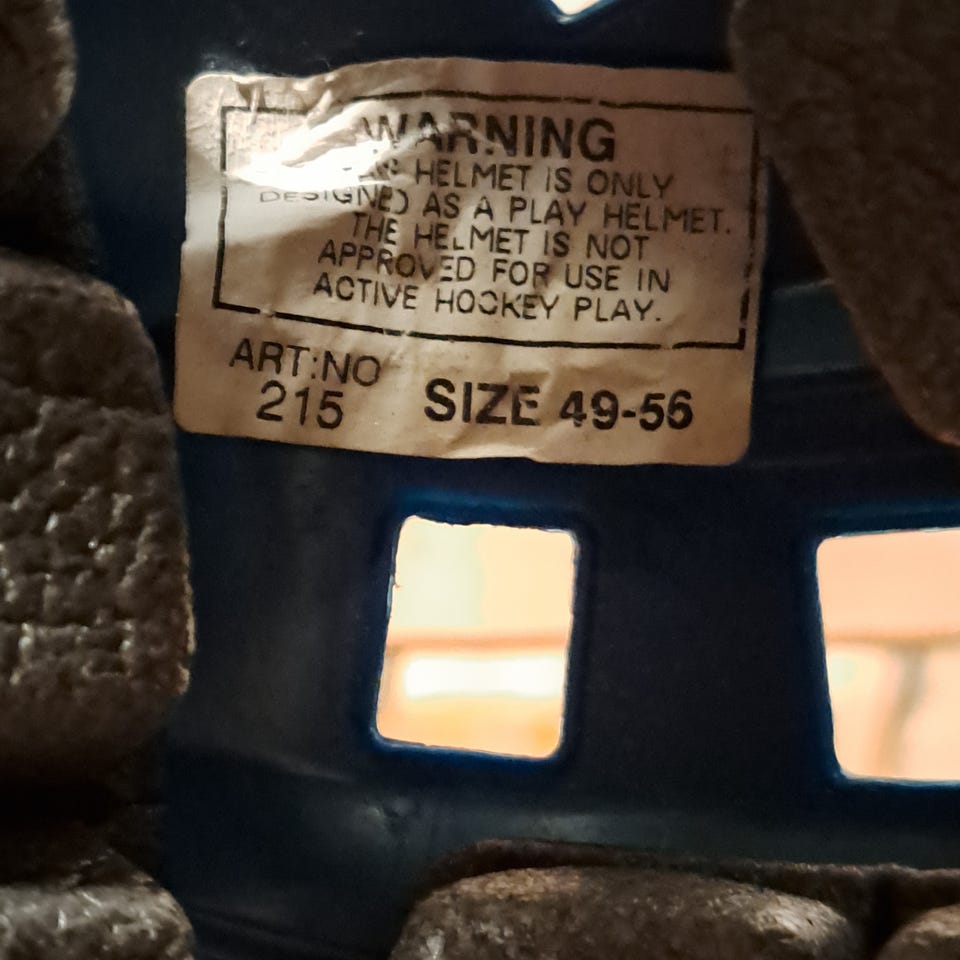 WARNING
HELMET IS ONLY
DESIGNED AS A PLAY HELMET.
THE HELMET IS NOT
APPROVED FOR USE IN
ACTIVE HOCKEY PLAY.
ART:NO
215 SIZE 49-56